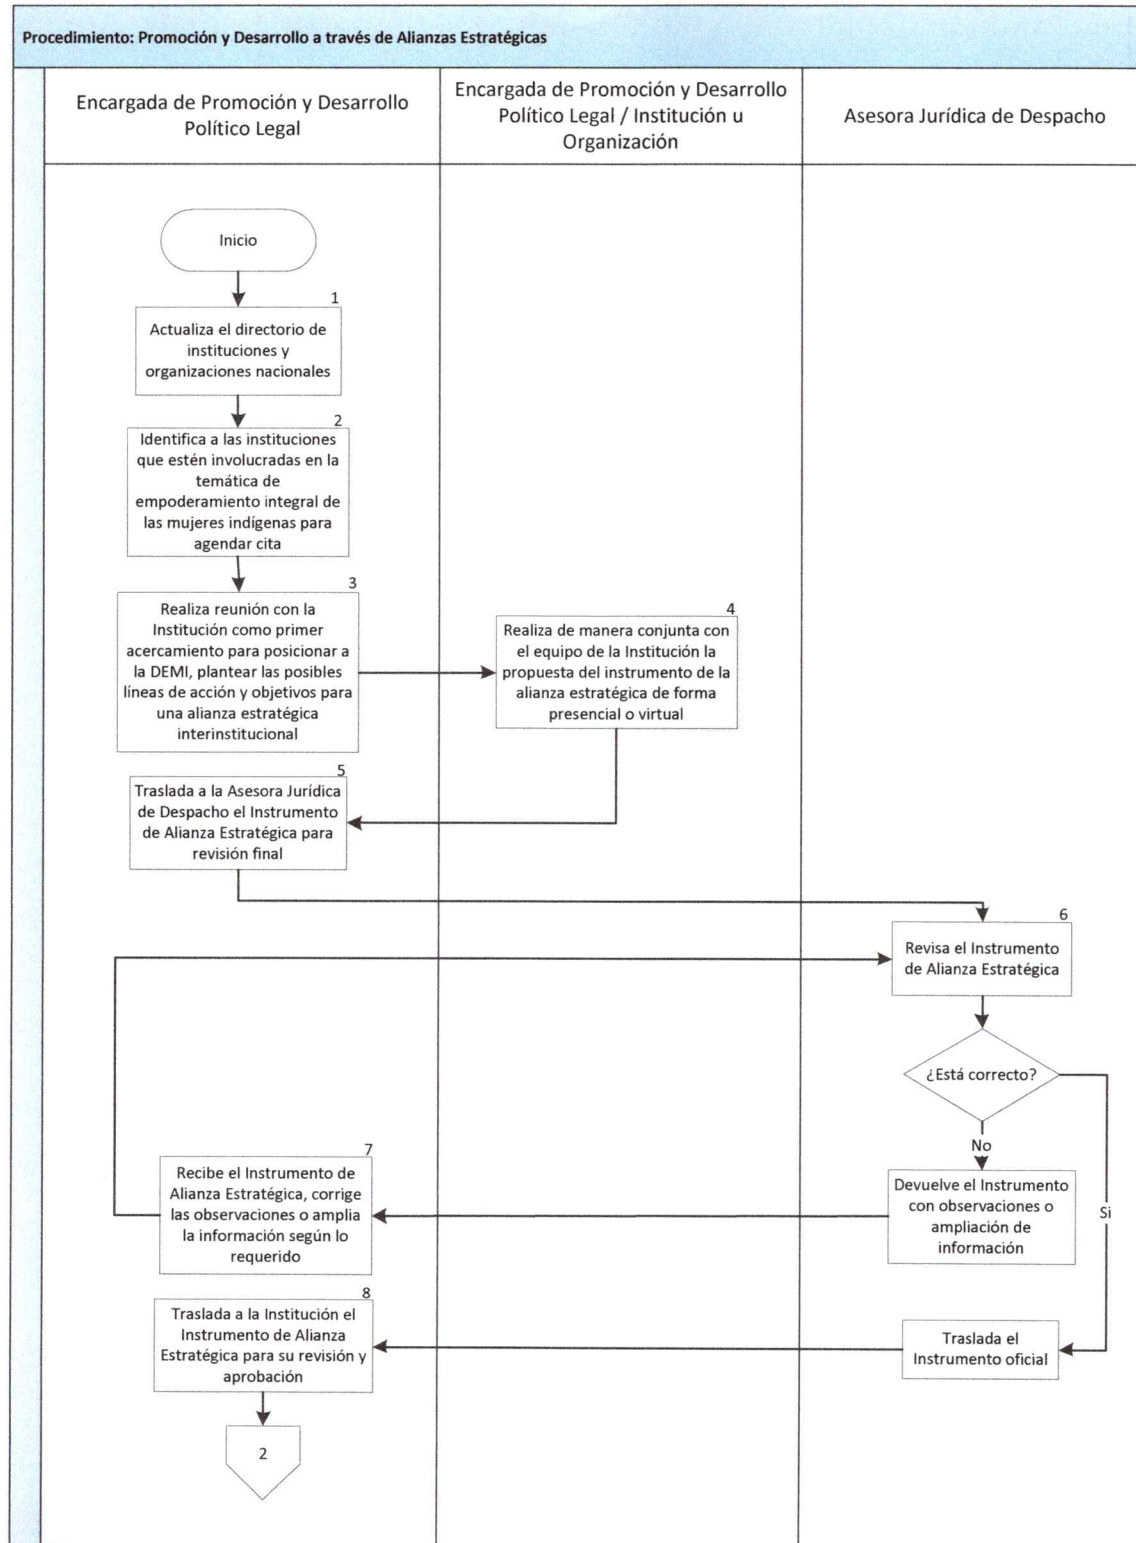 Procedimiento: Promoción y Desarrollo a través de Alianzas Estratégicas
Encargada de Promoción y Desarrollo
Político Legal
Encargada de Promoción y Desarrollo
Político Legal / Institución u
Organización
Asesora Jurídica de Despacho
Inicio
1
Actualiza el directorio de
instituciones y
organizaciones nacionales
2
Identifica a las instituciones
que estén involucradas en la
temática de
empoderamiento integral de
las mujeres indígenas para
agendar cita
3
Realiza reunión con la
Institución como primer
acercamiento para posicionar a
la DEMI, plantear las posibles
líneas de acción y objetivos para
una alianza estratégica
interinstitucional
4
Realiza de manera conjunta con
el equipo de la Institución la
propuesta del instrumento de la
alianza estratégica de forma
presencial o virtual
5
Traslada a la Asesora Jurídica
de Despacho el Instrumento
de Alianza Estratégica para
revisión final
6
Revisa el Instrumento
de Alianza Estratégica
¿Está correcto?
No
Si
Devuelve el Instrumento
con observaciones o
ampliación de
información
7
Recibe el Instrumento de
Alianza Estratégica, corrige
las observaciones o amplia
la información según lo
requerido
Traslada el
Instrumento oficial
8
Traslada a la Institución el
Instrumento de Alianza
Estratégica para su revisión y
aprobación
2